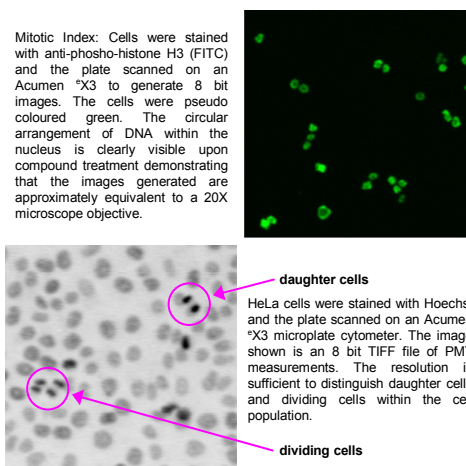 Mitotic Index: Cells were stained
with anti-phospho-histone H3 (FITC)
and the plate scanned on an
Acumen eX3 to generate 8 bit
images. The cells were pseudo
coloured green. The circular
arrangement of DNA within the
nucleus is clearly visible upon
compound treatment demonstrating
that the images generated are
approximately equivalent to a 20X
microscope objective.
daughter cells
HeLa cells were stained with Hoechs
and the plate scanned on an Acume
eX3 microplate cytometer. The image
shown is an 8 bit TIFF file of PMT
measurements. The resolution i
sufficient to distinguish daughter cell
and dividing cells within the cel
population.
dividing cells